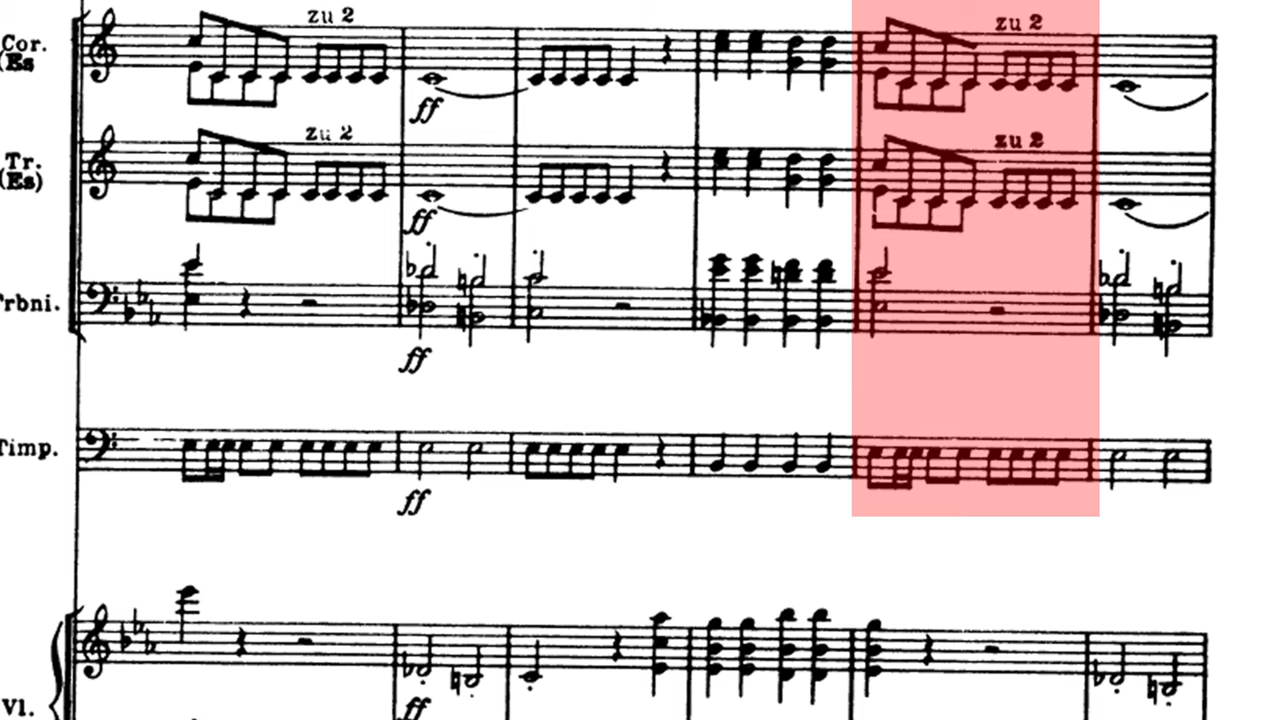 zu 2
zu 2
Cor.
(Es
ff
zu 2
zu 2
Tr.
(Es)
ff
Trbni.
ff
Timp.
ff
Vl.
ff